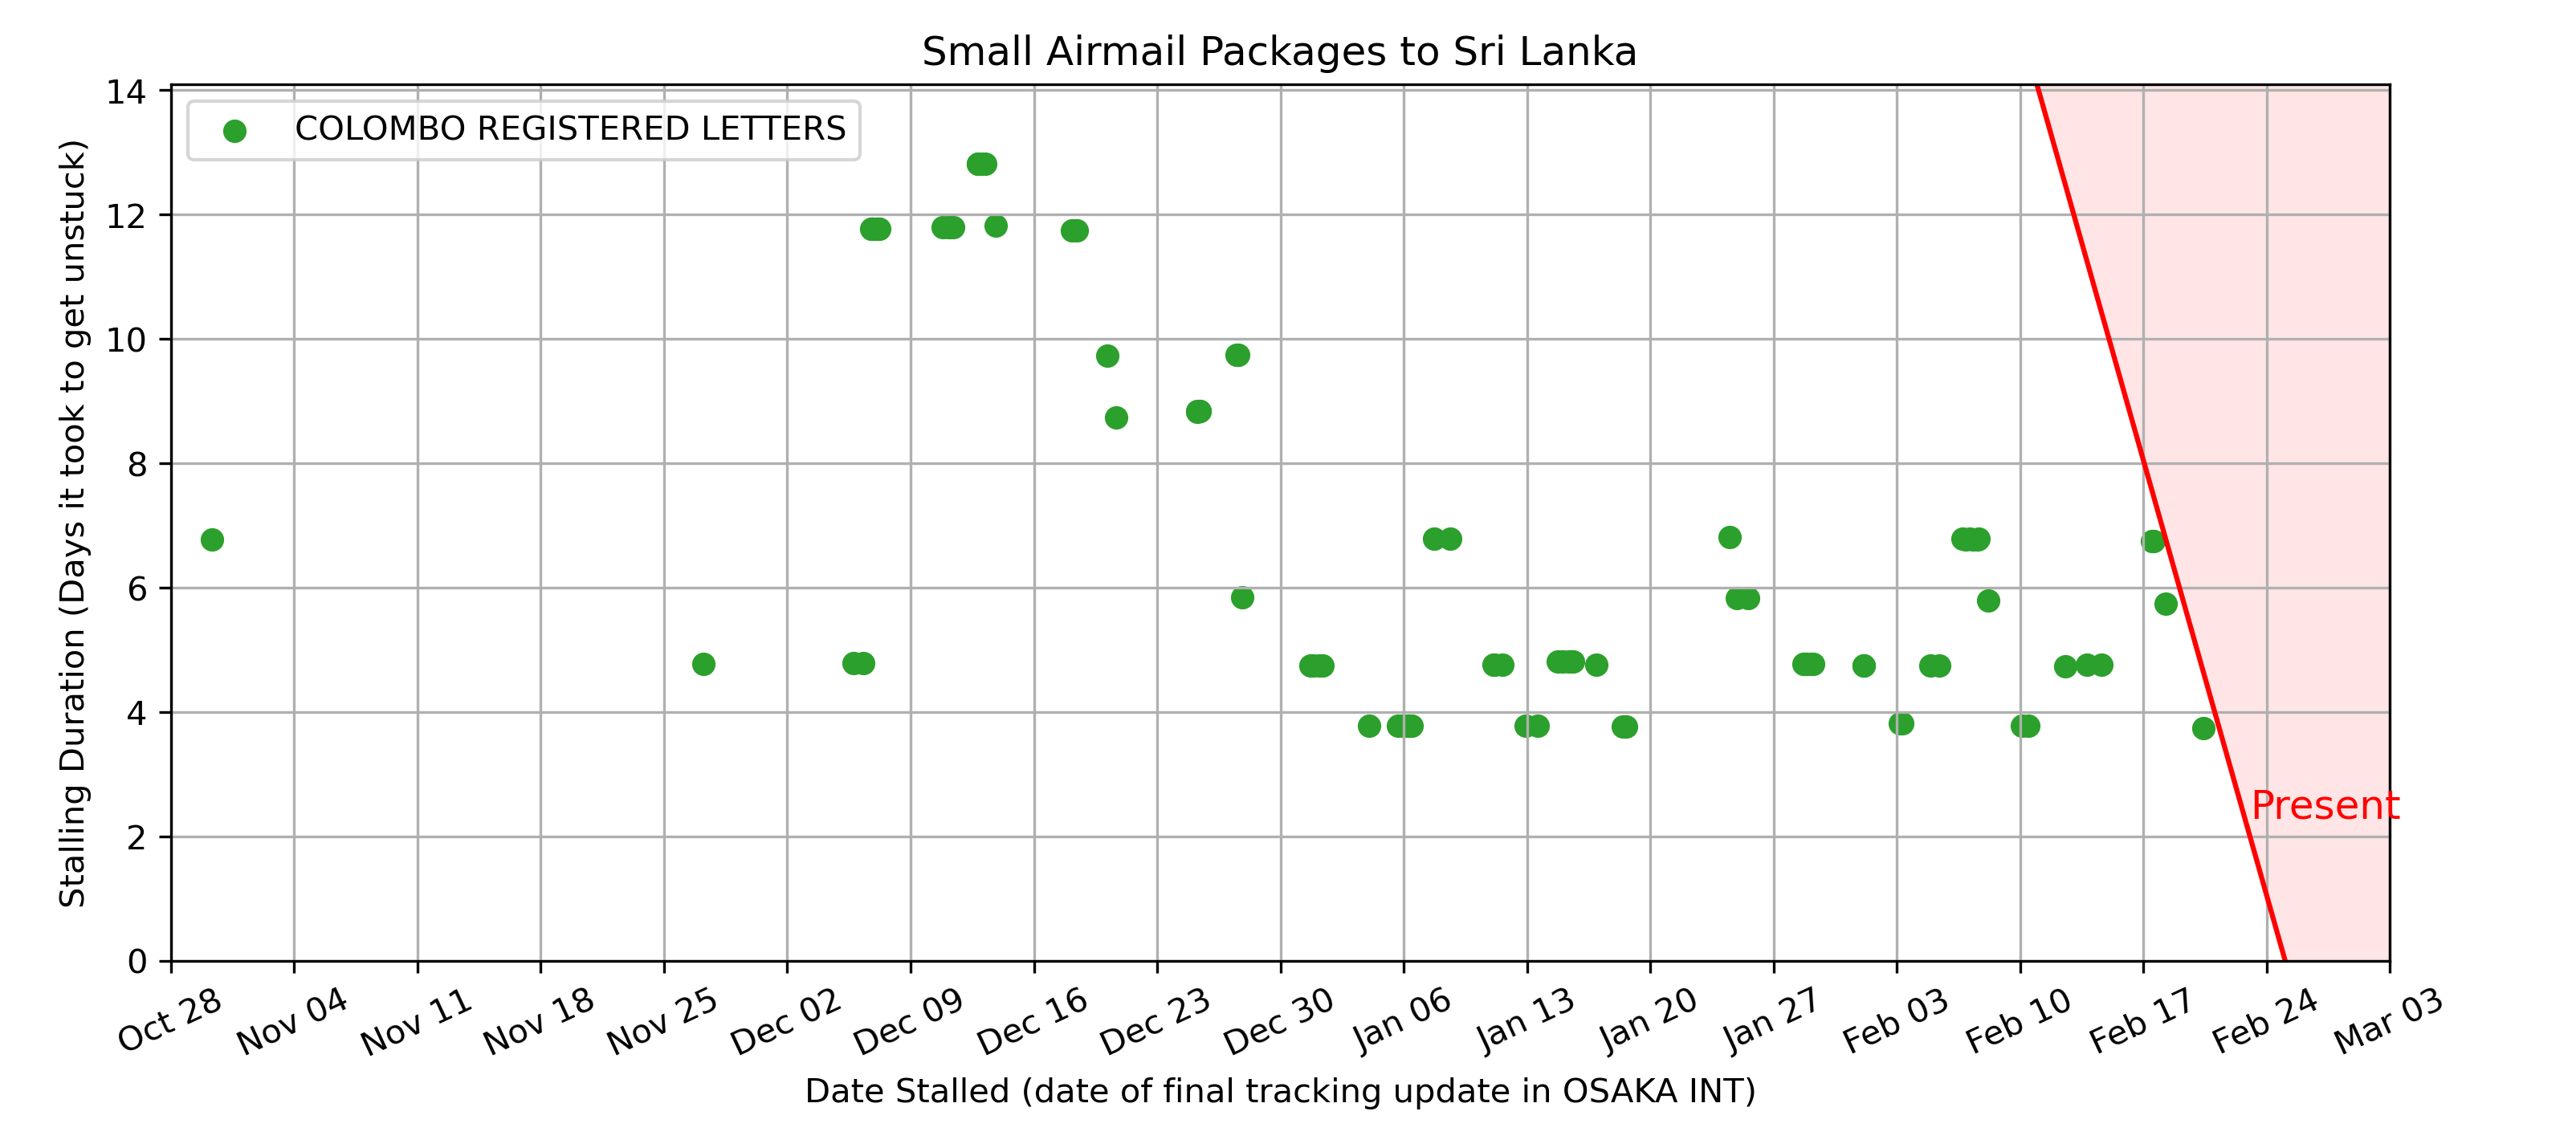 Small Airmail Packages to Sri Lanka
COLOMBO REGISTERED LETTERS
Stalling Duration (Days it took to get unstuck)
14
12
10
8
6
4
2
0
Present
Oct 28
Nov 04
Nov 11
Nov 18
Nov 25
Dec 02
Dec 09
Dec 16
Dec 23
Dec 30
Jan 06
Jan 13
Jan 20
Jan 27
Feb 03
Feb 10
Feb 17
Feb 24
Mar 03
Date Stalled (date of final tracking update in OSAKA INT)